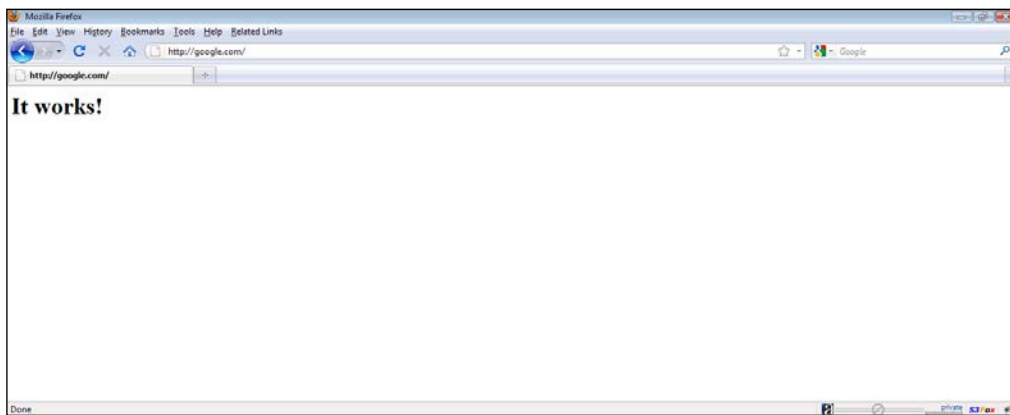 Mozilla Firefox
File Edit View History Bookmarks Tools Help Related Links
http://google.com/ Google
http://google.com/
It works!
Done private S3Fox